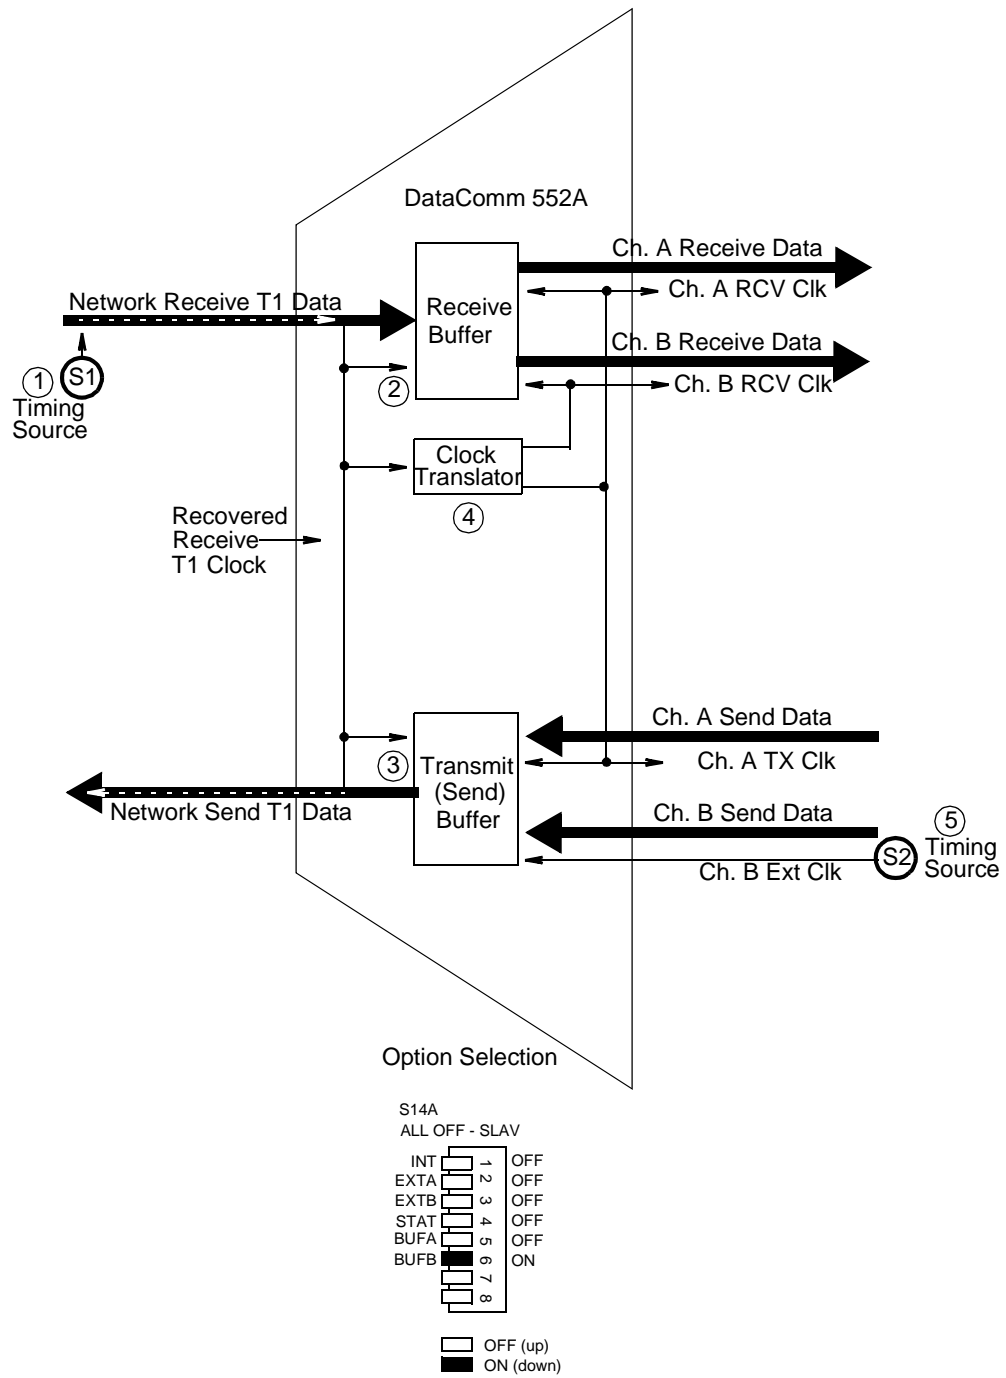 DataComm 552A
Ch. A Receive Data
Ch. A RCV Clk
Network Receive T1 Data
Receive
Buffer
Ch. B Receive Data
Ch. B RCV Clk
1
S1
Timing
Source
2
Clock
Translator
4
Recovered
Receive
T1 Clock
Ch. A Send Data
Ch. A TX Clk
3
Transmit
(Send)
Buffer
Network Send T1 Data
Ch. B Send Data
Ch. B Ext Clk
5
S2
Timing
Source
Option Selection
S14A
ALL OFF - SLAV
INT 1 OFF
EXTA 2 OFF
EXTB 3 OFF
STAT 4 OFF
BUFA 5 OFF
BUFB 6 ON
7
8
OFF (up)
ON (down)